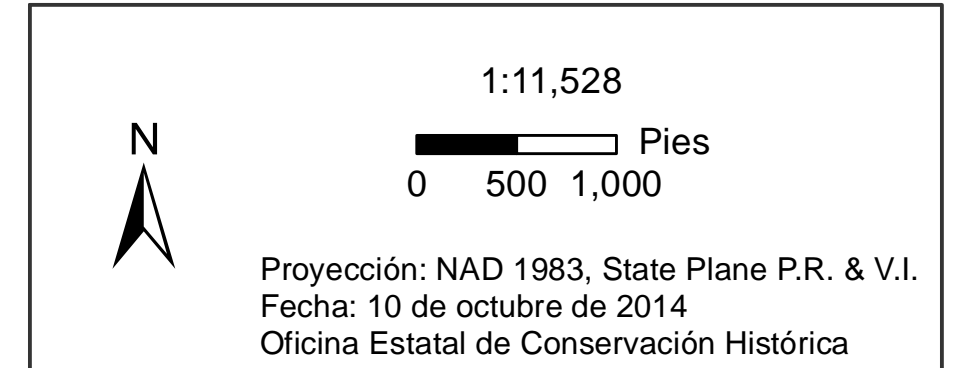 1:11,528
N
Pies
0 500 1,000
Proyección: NAD 1983, State Plane P.R. & V.I.
Fecha: 10 de octubre de 2014
Oficina Estatal de Conservación Histórica